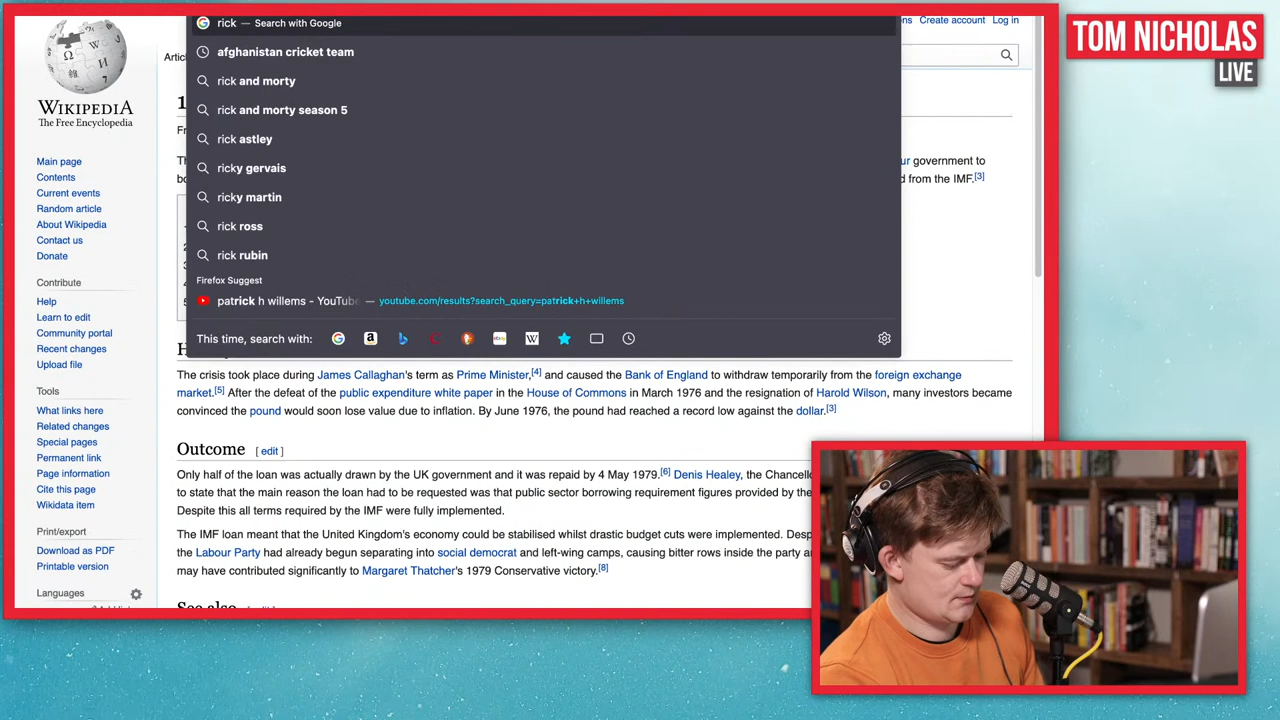 rick — Search with Google
afghanistan cricket team
rick and morty
rick and morty season 5
rick astley
ricky gervais
ricky martin
rick ross
rick rubin
Firefox Suggest
patrick h willems - YouTube — youtube.com/results?search_query=patrick+h+willems
This time, search with:
Create account Log in
TOM NICHOLAS
LIVE
WIKIPEDIA
The Free Encyclopedia
Main page
Contents
Current events
Random article
About Wikipedia
Contact us
Donate
Contribute
Help
Learn to edit
Community portal
Recent changes
Upload file
Tools
What links here
Related changes
Special pages
Permanent link
Page information
Cite this page
Wikidata item
Print/export
Download as PDF
Printable version
Languages
government to
from the IMF.[3]
The crisis took place during James Callaghan's term as Prime Minister,[4] and caused the Bank of England to withdraw temporarily from the foreign exchange
market.[5] After the defeat of the public expenditure white paper in the House of Commons in March 1976 and the resignation of Harold Wilson, many investors became
convinced the pound would soon lose value due to inflation. By June 1976, the pound had reached a record low against the dollar.[3]
Outcome [ edit ]
Only half of the loan was actually drawn by the UK government and it was repaid by 4 May 1979.[6] Denis Healey, the
to state that the main reason the loan had to be requested was that public sector borrowing requirement figures provided by the
Despite this all terms required by the IMF were fully implemented.
The IMF loan meant that the United Kingdom's economy could be stabilised whilst drastic budget cuts were implemented.
the Labour Party had already begun separating into social democrat and left-wing camps, causing bitter rows inside the party
may have contributed significantly to Margaret Thatcher's 1979 Conservative victory.[8]
See also